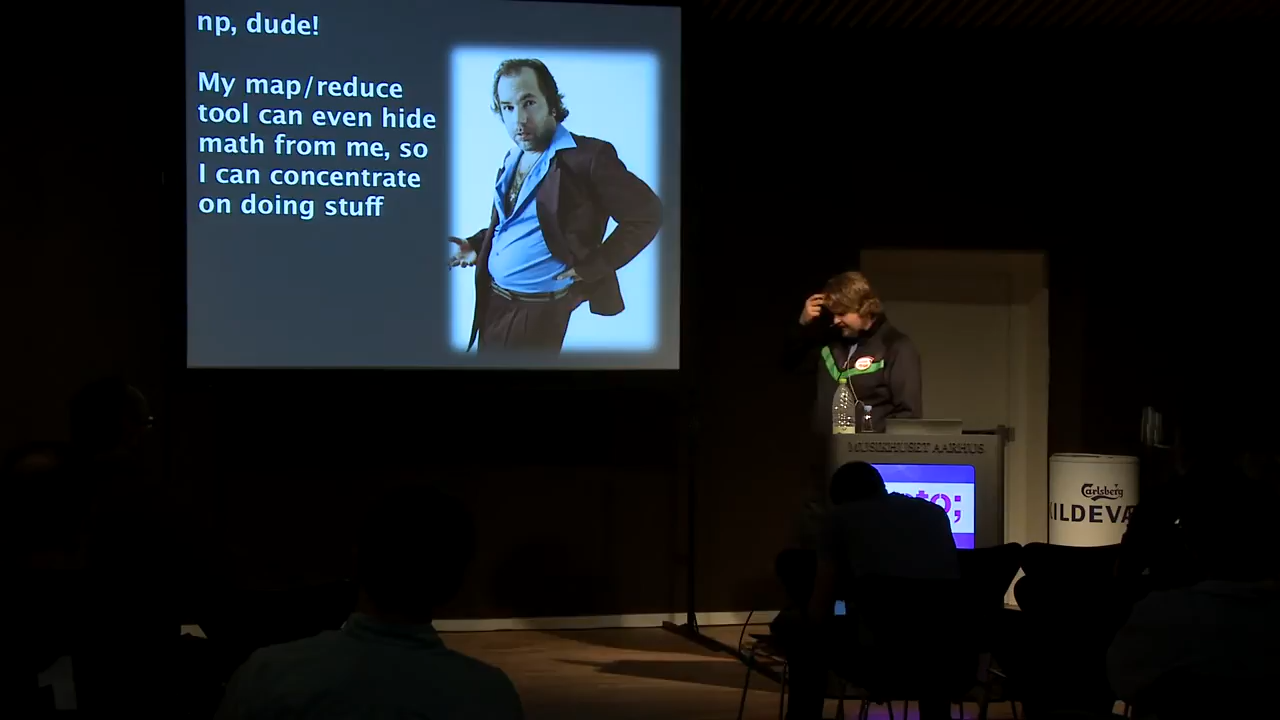 np, dude!
My map/reduce
tool can even hide
math from me, so
I can concentrate
on doing stuff
MUSIKHUSET AARHUS
Carlsberg